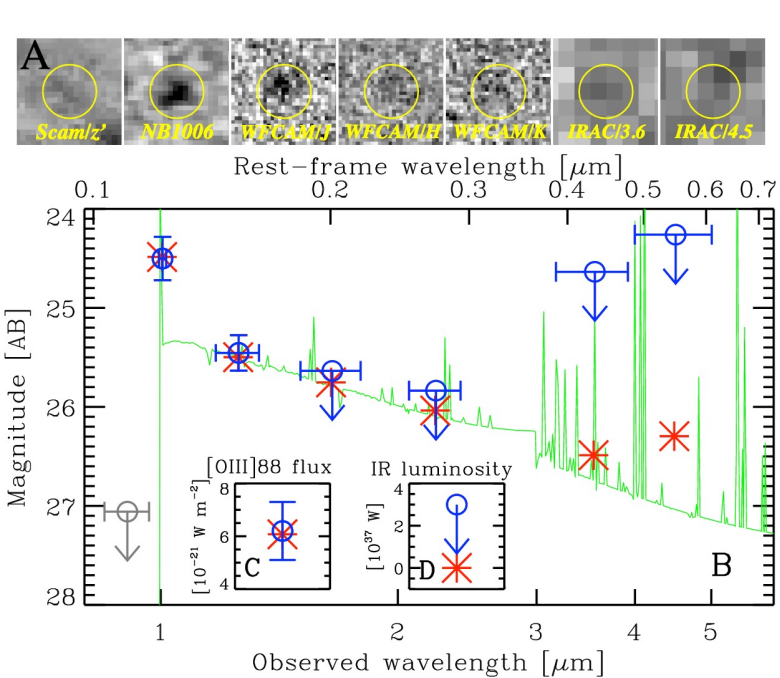 A
Scam/z' NB1006 WFCAM/J WFCAM/H WFCAM/K IRAC/3.6 IRAC/4.5
Rest-frame wavelength [μm]
0.1 0.2 0.3 0.4 0.5 0.6 0.7
Magnitude [AB]
24
25
26
27
28
[OIII]88 flux
[10⁻²¹ W m⁻²]
8
6
4
C
IR luminosity
[10³⁷ W]
4
2
0
D
B
1 2 3 4 5
Observed wavelength [μm]